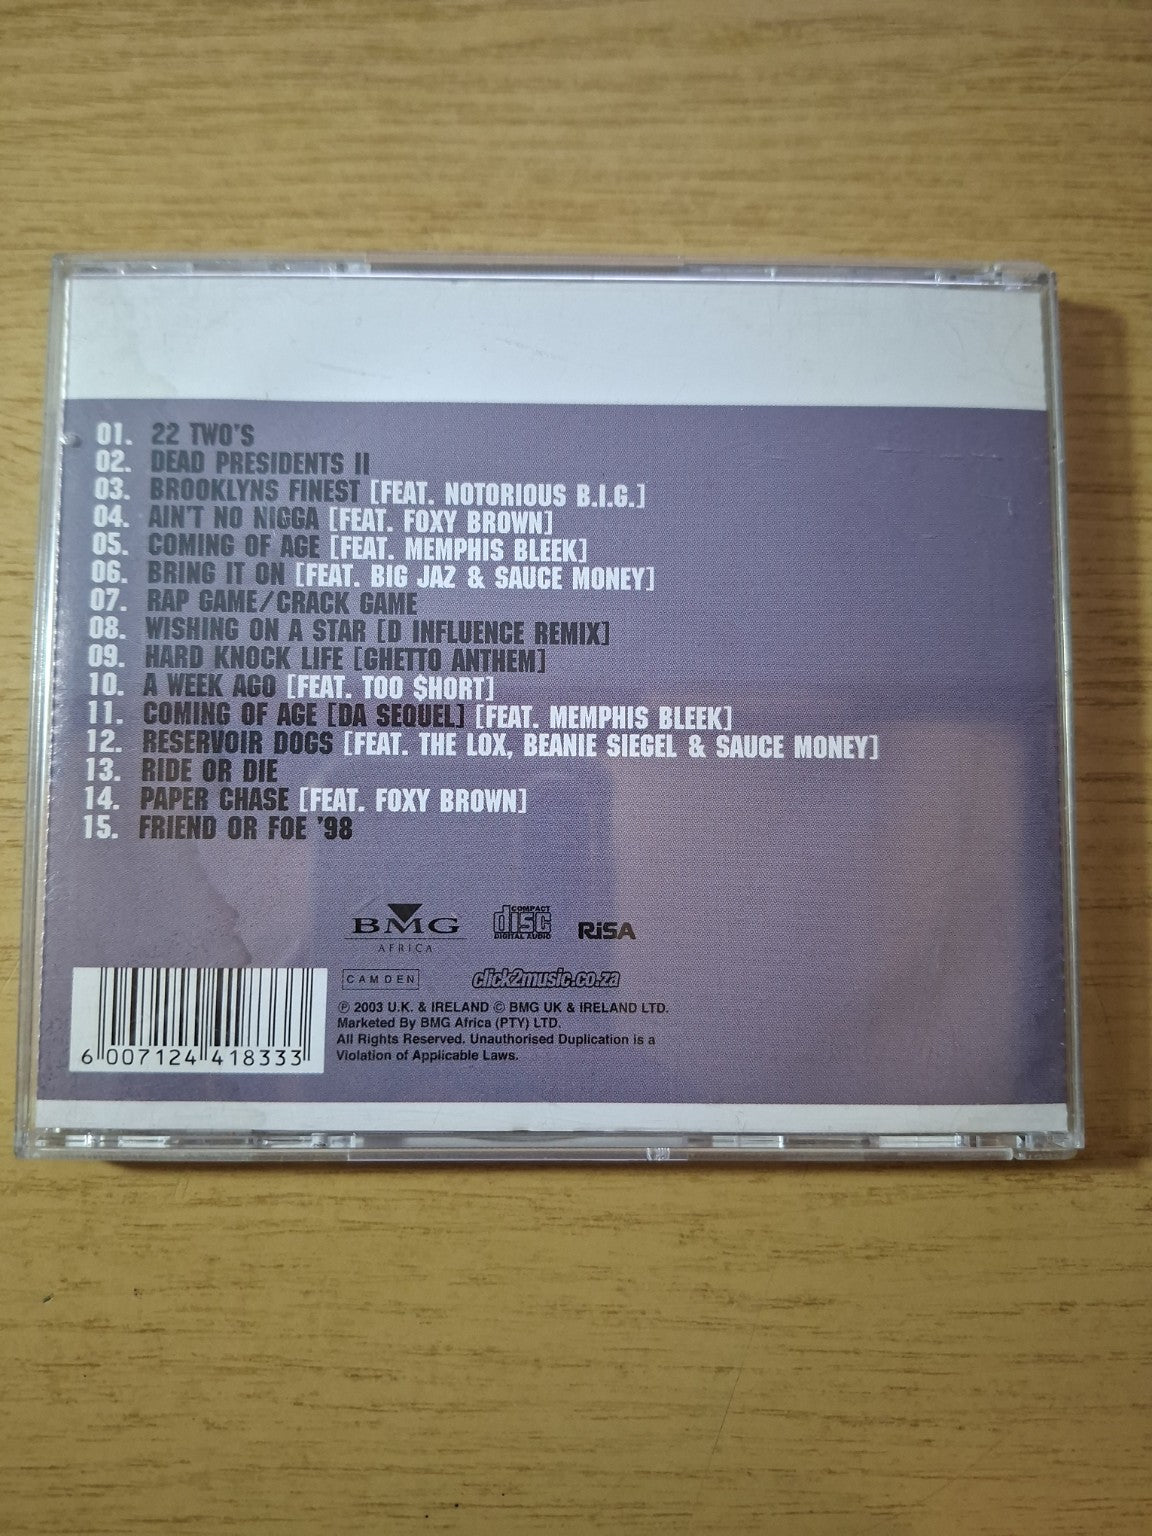 01. 22 TWO'S
02. DEAD PRESIDENTS II
03. BROOKLYNS FINEST [FEAT. NOTORIOUS B.I.G.]
04. AIN'T NO NIGGA [FEAT. FOXY BROWN]
05. COMING OF AGE [FEAT. MEMPHIS BLEEK]
06. BRING IT ON [FEAT. BIG JAZ & SAUCE MONEY]
07. RAP GAME/CRACK GAME
08. WISHING ON A STAR [D INFLUENCE REMIX]
09. HARD KNOCK LIFE [GHETTO ANTHEM]
10. A WEEK AGO [FEAT. TOO $HORT]
11. COMING OF AGE [DA SEQUEL] [FEAT. MEMPHIS BLEEK]
12. RESERVOIR DOGS [FEAT. THE LOX, BEANIE SIEGEL & SAUCE MONEY]
13. RIDE OR DIE
14. PAPER CHASE [FEAT. FOXY BROWN]
15. FRIEND OR FOE '98
BMG
AFRICA
COMPACT
disc
DIGITAL AUDIO
RiSA
CAMDEN
click2music.co.za
℗ 2003 U.K. & IRELAND © BMG UK & IRELAND LTD.
Marketed By BMG Africa (PTY) LTD.
All Rights Reserved. Unauthorised Duplication is a
Violation of Applicable Laws.
6 007124 418333